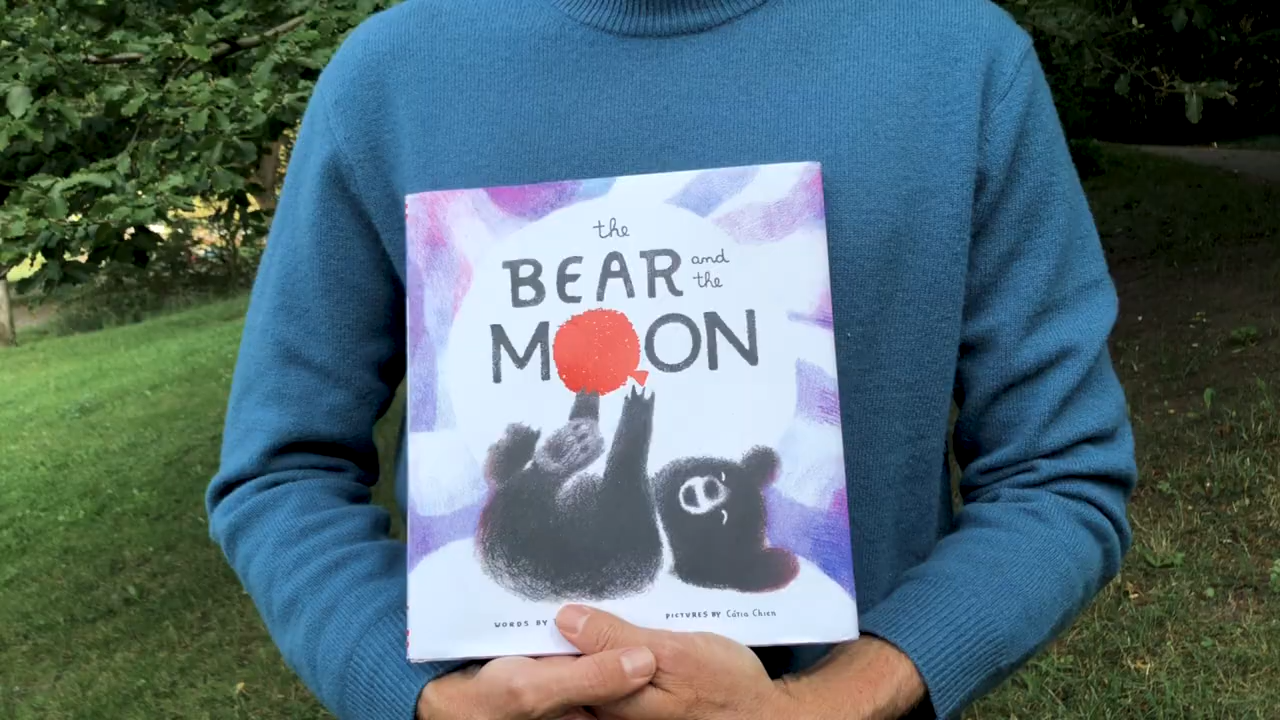 the
BEAR and the
MOON
WORDS BY
PICTURES BY Cátia Chien